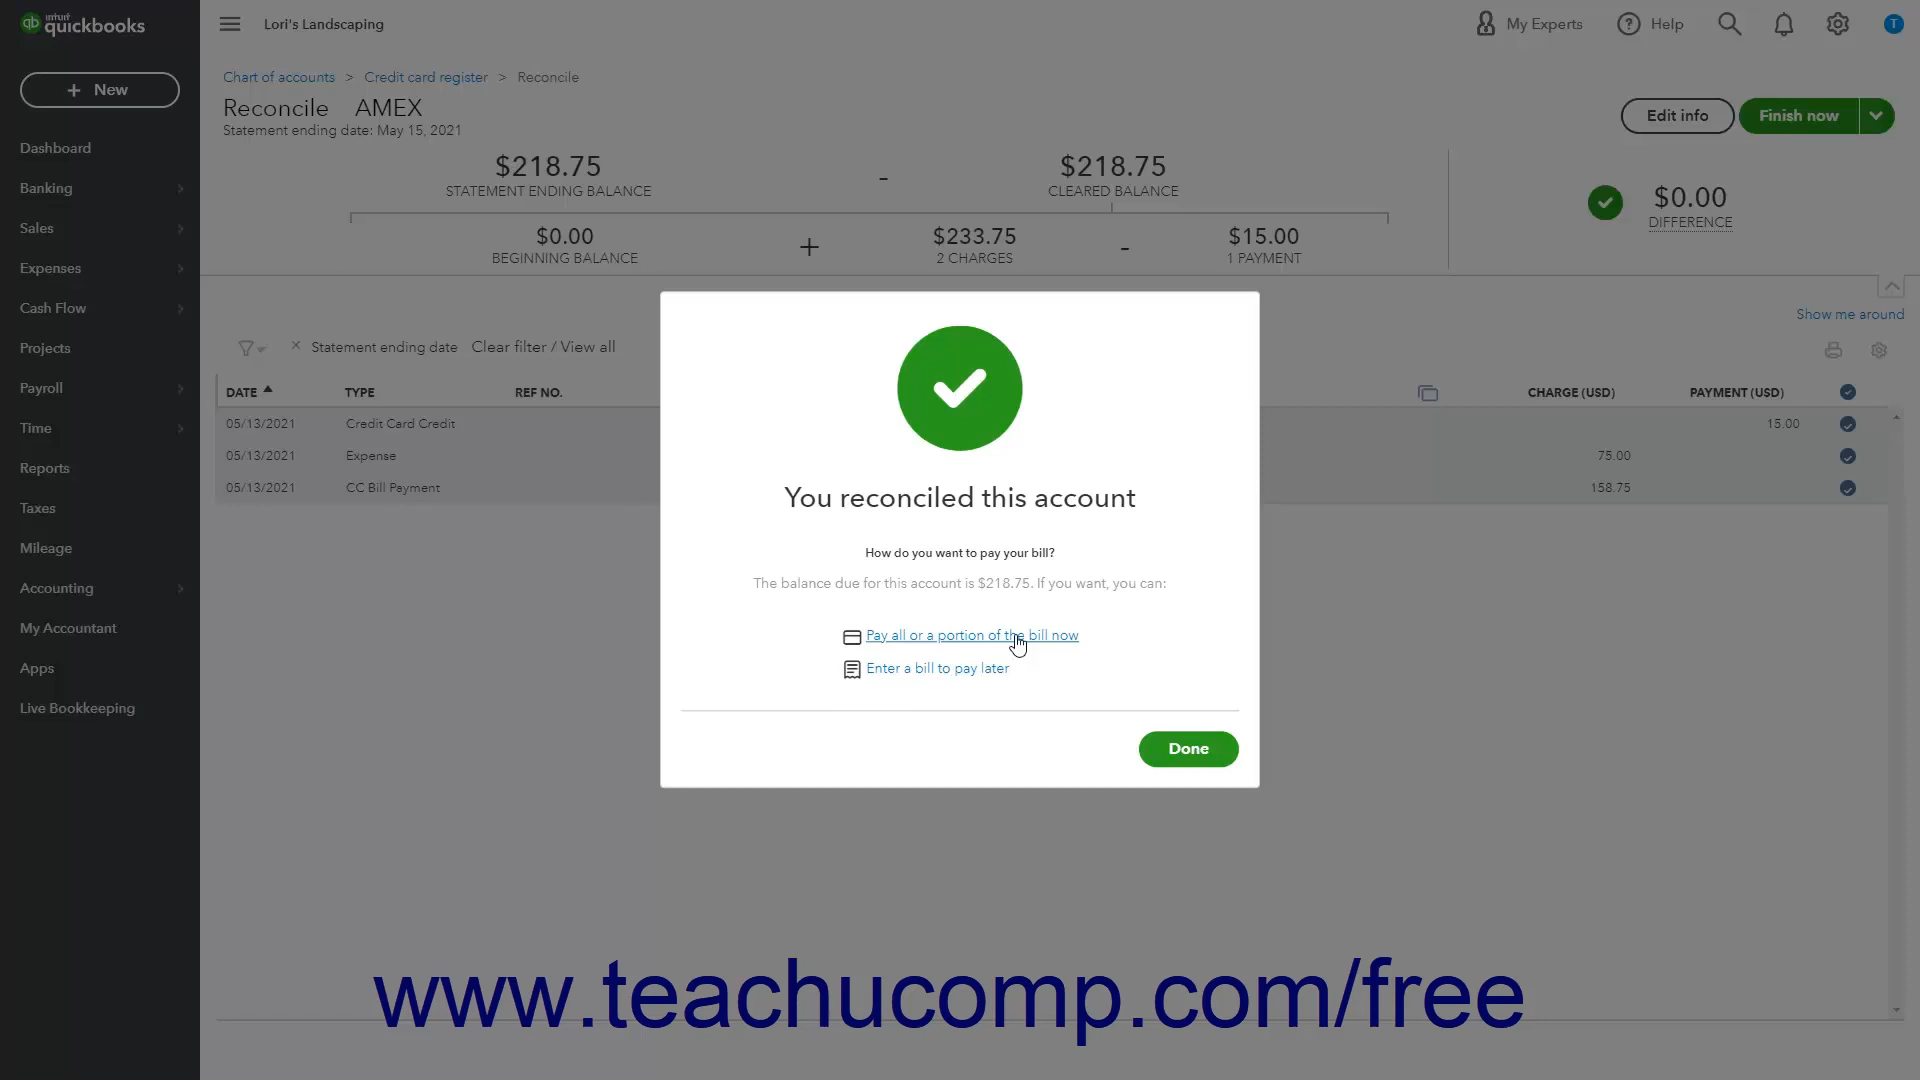 intuit
quickbooks
Lori's Landscaping
My Experts
Help
T
+ New
Dashboard
Banking
Sales
Expenses
Cash Flow
Projects
Payroll
Time
Reports
Taxes
Mileage
Accounting
My Accountant
Apps
Live Bookkeeping
Chart of accounts > Credit card register > Reconcile
Reconcile AMEX
Statement ending date: May 15, 2021
Edit info
Finish now
$218.75 - $218.75
STATEMENT ENDING BALANCE CLEARED BALANCE
$0.00
DIFFERENCE
$0.00 + $233.75 - $15.00
BEGINNING BALANCE 2 CHARGES 1 PAYMENT
Show me around
× Statement ending date Clear filter / View all
DATE TYPE REF NO. CHARGE (USD) PAYMENT (USD)
05/13/2021 Credit Card Credit 15.00
05/13/2021 Expense 75.00
05/13/2021 CC Bill Payment 158.75
You reconciled this account
How do you want to pay your bill?
The balance due for this account is $218.75. If you want, you can:
Pay all or a portion of the bill now
Enter a bill to pay later
Done
www.teachucomp.com/free